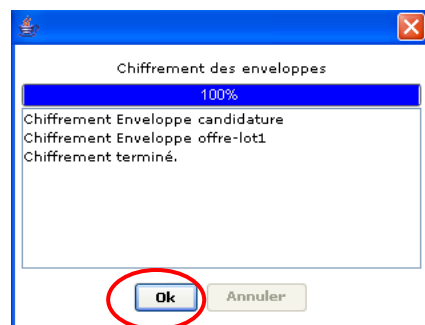 Chiffrement des enveloppes
100%
Chiffrement Enveloppe candidature
Chiffrement Enveloppe offre-lot1
Chiffrement terminé.
Ok Annuler